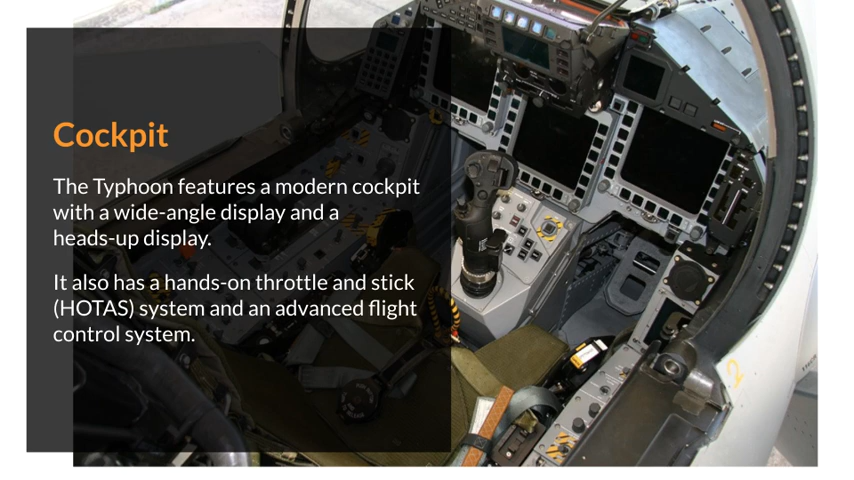 Cockpit
The Typhoon features a modern cockpit
with a wide-angle display and a
heads-up display.
It also has a hands-on throttle and stick
(HOTAS) system and an advanced flight
control system.
2